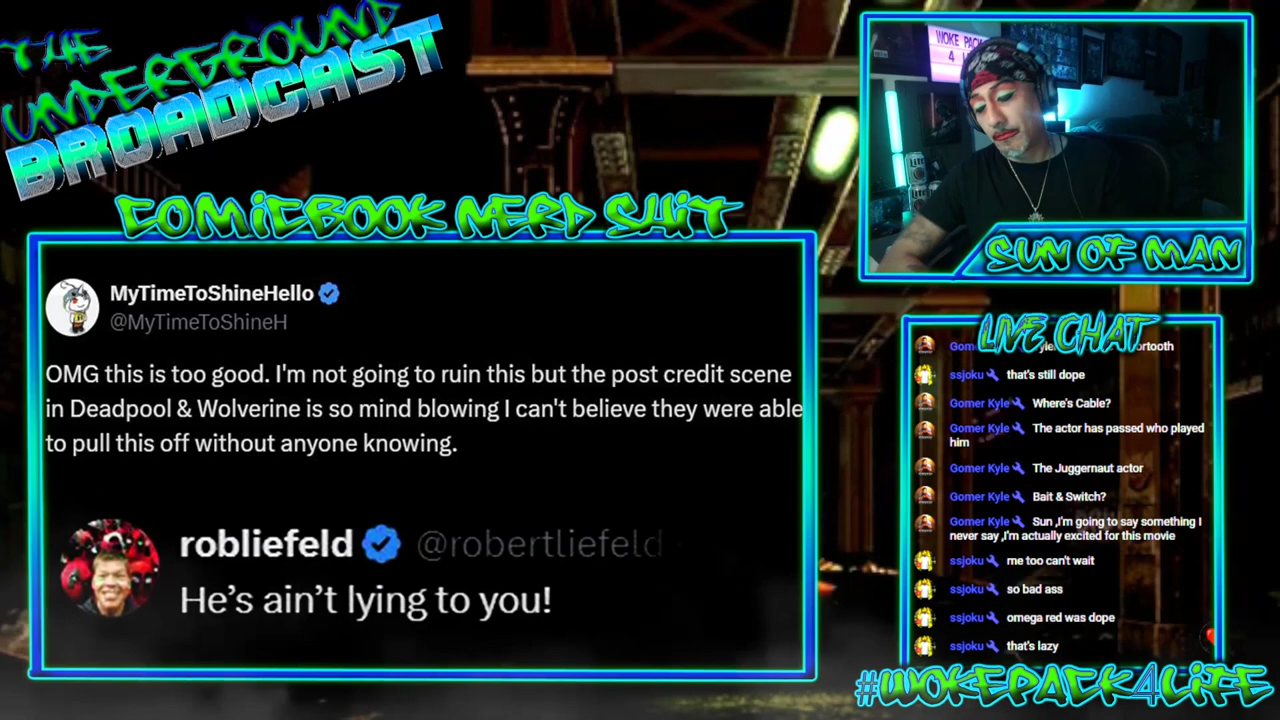 THE
UNDERGROUND
BROADCAST
COMICBOOK NERD SHIT
MyTimeToShineHello
@MyTimeToShineH
OMG this is too good. I'm not going to ruin this but the post credit scene
in Deadpool & Wolverine is so mind blowing I can't believe they were able
to pull this off without anyone knowing.
robliefeld @robertliefeld
He's ain't lying to you!
WOKE PAC
4
SUN OF MAN
LIVE CHAT
ssjoku that's still dope
Gomer Kyle Where's Cable?
Gomer Kyle The actor has passed who played
him
Gomer Kyle The Juggernaut actor
Gomer Kyle Bait & Switch?
Gomer Kyle Sun ,I'm going to say something I
never say ,I'm actually excited for this movie
ssjoku me too can't wait
ssjoku so bad ass
ssjoku omega red was dope
ssjoku that's lazy
#WOKEPACK4LIFE